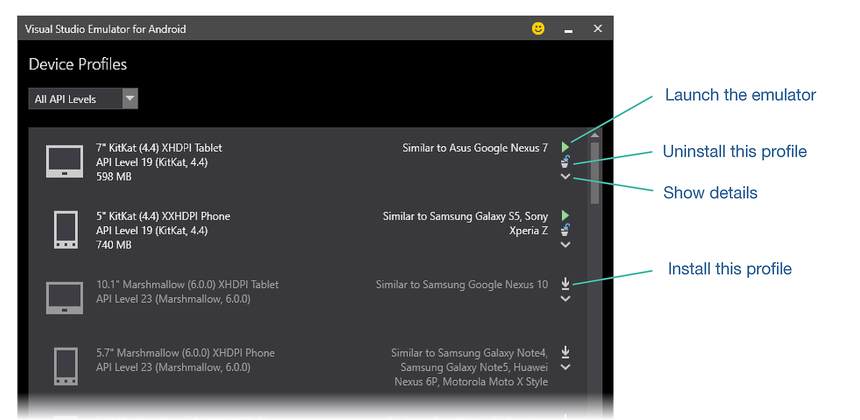 Visual Studio Emulator for Android
Device Profiles
All API Levels
7" KitKat (4.4) XHDPI Tablet
API Level 19 (KitKat, 4.4)
598 MB
Similar to Asus Google Nexus 7
5" KitKat (4.4) XXHDPI Phone
API Level 19 (KitKat, 4.4)
740 MB
Similar to Samsung Galaxy S5, Sony
Xperia Z
10.1" Marshmallow (6.0.0) XHDPI Tablet
API Level 23 (Marshmallow, 6.0.0)
Similar to Samsung Google Nexus 10
5.7" Marshmallow (6.0.0) XHDPI Phone
API Level 23 (Marshmallow, 6.0.0)
Similar to Samsung Galaxy Note4,
Samsung Galaxy Note5, Huawei
Nexus 6P, Motorola Moto X Style
Launch the emulator
Uninstall this profile
Show details
Install this profile